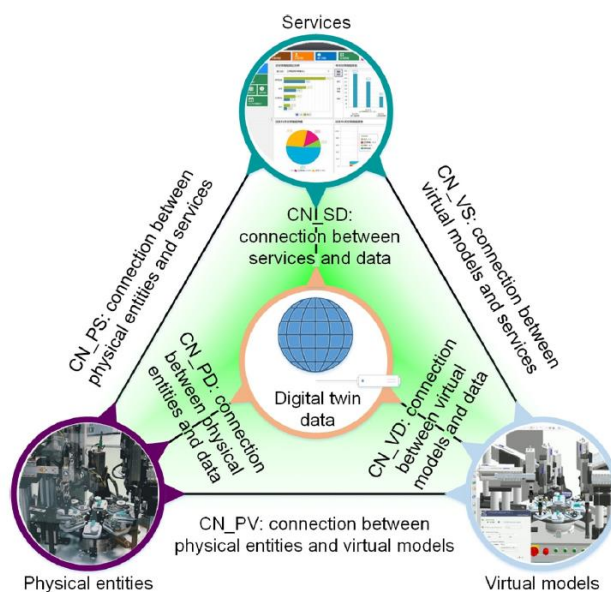 Services
CN_PS: connection between
physical entities and services
CN_SD:
connection between
services and data
CN_VS: connection between
virtual models and services
Digital twin
data
CN_PD: connection
between physical
entities and data
CN_VD: connection
between virtual
models and data
CN_PV: connection between
physical entities and virtual models
Physical entities
Virtual models